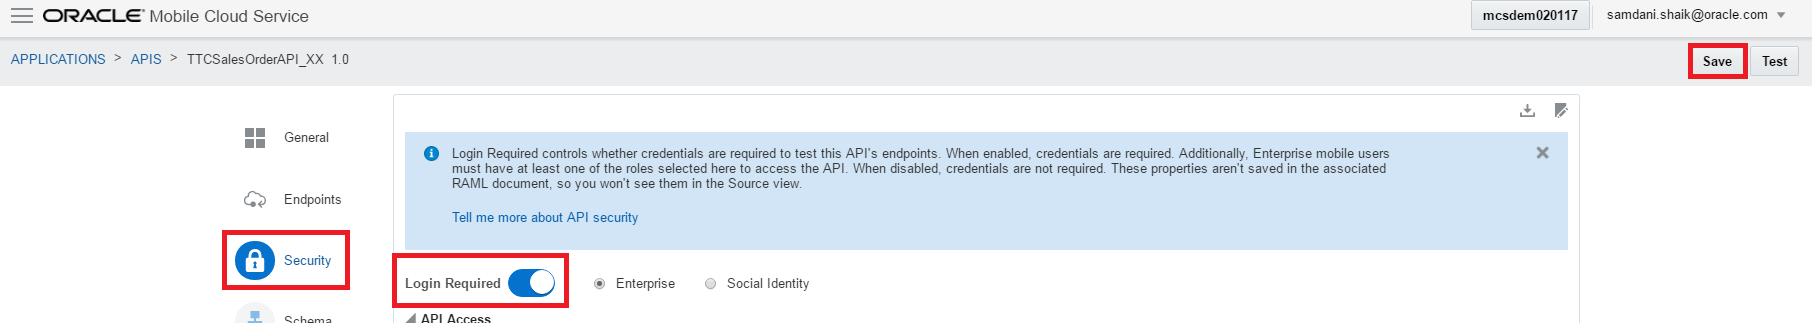 ORACLE Mobile Cloud Service
mcsdem020117
samdani.shaik@oracle.com
APPLICATIONS > APIS > TTCSalesOrderAPI_XX 1.0
Save
Test
General
Endpoints
Security
Schema
Login Required controls whether credentials are required to test this API's endpoints. When enabled, credentials are required. Additionally, Enterprise mobile users
must have at least one of the roles selected here to access the API. When disabled, credentials are not required. These properties aren't saved in the associated
RAML document, so you won't see them in the Source view.
Tell me more about API security
Login Required
Enterprise
Social Identity
API Access